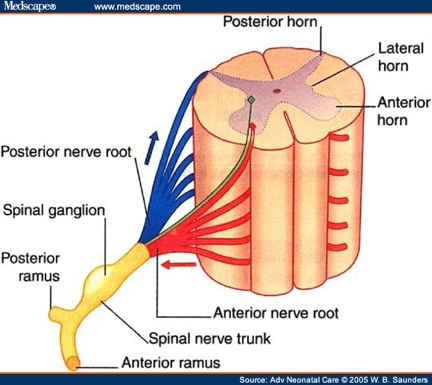 Medscape® www.medscape.com
Posterior horn
Lateral
horn
Anterior
horn
Posterior nerve root
Spinal ganglion
Posterior
ramus
Anterior nerve root
Spinal nerve trunk
Anterior ramus
Source: Adv Neonatal Care © 2005 W. B. Saunders